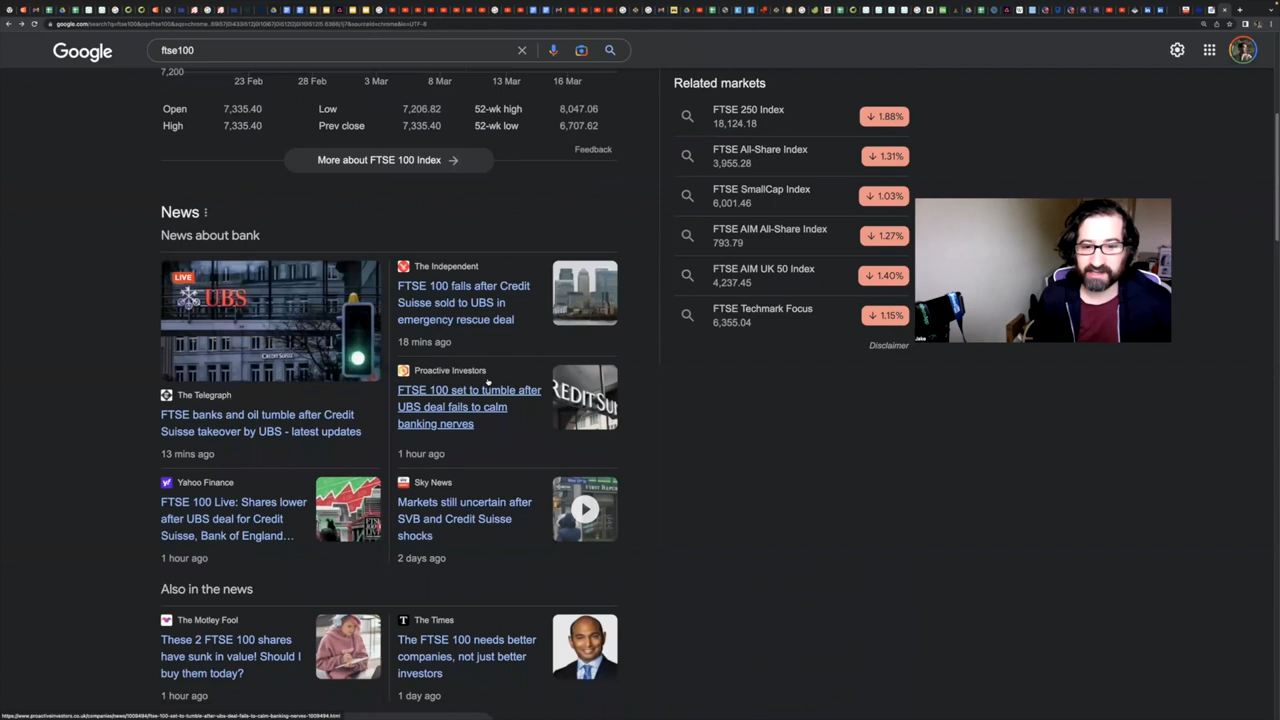 Google
ftse100
7,200
23 Feb 28 Feb 3 Mar 8 Mar 13 Mar 16 Mar
Open 7,335.40 Low 7,206.82 52-wk high 8,047.06
High 7,335.40 Prev close 7,335.40 52-wk low 6,707.62
Feedback
More about FTSE 100 Index →
News
News about bank
LIVE
UBS
CREDIT SUISSE
The Telegraph
FTSE banks and oil tumble after Credit
Suisse takeover by UBS - latest updates
13 mins ago
The Independent
FTSE 100 falls after Credit
Suisse sold to UBS in
emergency rescue deal
18 mins ago
Proactive Investors
FTSE 100 set to tumble after
UBS deal fails to calm
banking nerves
CREDIT SU
1 hour ago
Yahoo Finance
FTSE 100 Live: Shares lower
after UBS deal for Credit
Suisse, Bank of England…
1 hour ago
Sky News
Markets still uncertain after
SVB and Credit Suisse
shocks
2 days ago
Also in the news
The Motley Fool
These 2 FTSE 100 shares
have sunk in value! Should I
buy them today?
1 hour ago
The Times
The FTSE 100 needs better
companies, not just better
investors
1 day ago
Related markets
FTSE 250 Index
18,124.18
↓ 1.88%
FTSE All-Share Index
3,955.28
↓ 1.31%
FTSE SmallCap Index
6,001.46
↓ 1.03%
FTSE AIM All-Share Index
793.79
↓ 1.27%
FTSE AIM UK 50 Index
4,237.45
↓ 1.40%
FTSE Techmark Focus
6,355.04
↓ 1.15%
Disclaimer
Jake